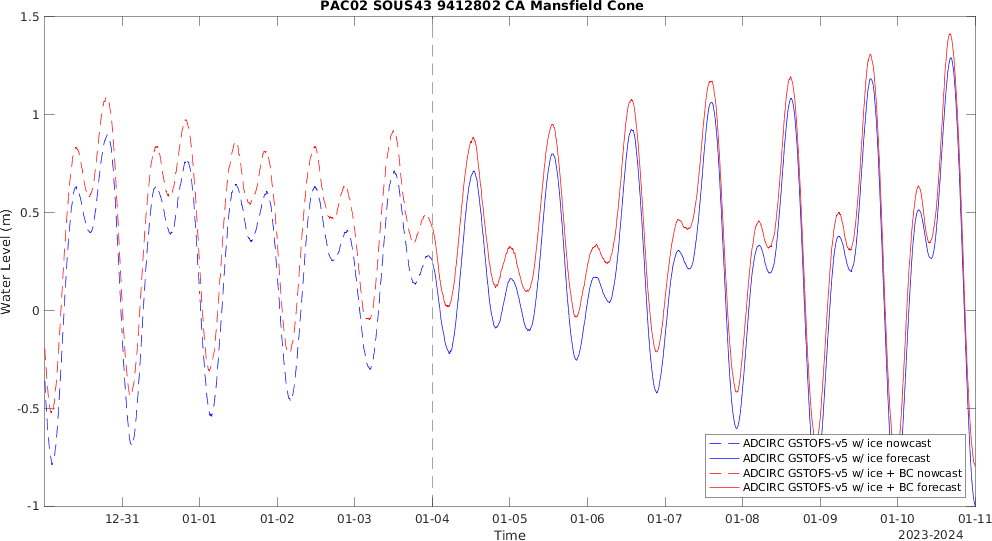 PAC02 SOUS43 9412802 CA Mansfield Cone
Water Level (m)
1.5
1
0.5
0
-0.5
-1
12-31 01-01 01-02 01-03 01-04 01-05 01-06 01-07 01-08 01-09 01-10 01-11
Time
2023-2024
ADCIRC GSTOFS-v5 w/ ice nowcast
ADCIRC GSTOFS-v5 w/ ice forecast
ADCIRC GSTOFS-v5 w/ ice + BC nowcast
ADCIRC GSTOFS-v5 w/ ice + BC forecast